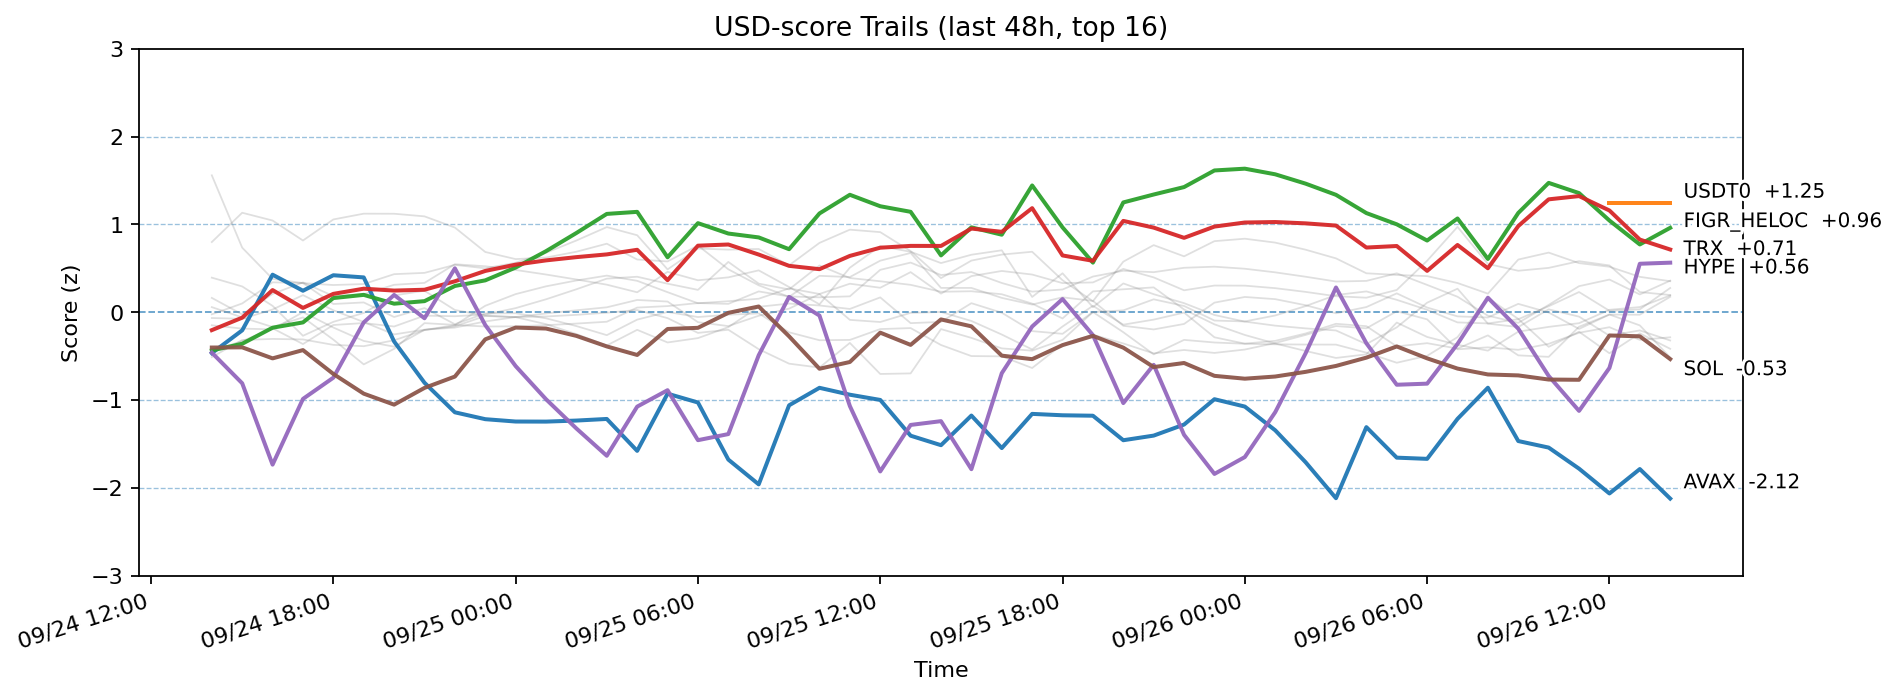 USD-score Trails (last 48h, top 16)
Score (z)
3
2
1
0
−1
−2
−3
USDT0 +1.25
FIGR_HELOC +0.96
TRX +0.71
HYPE +0.56
SOL -0.53
AVAX -2.12
09/24 12:00
09/24 18:00
09/25 00:00
09/25 06:00
09/25 12:00
09/25 18:00
09/26 00:00
09/26 06:00
09/26 12:00
Time